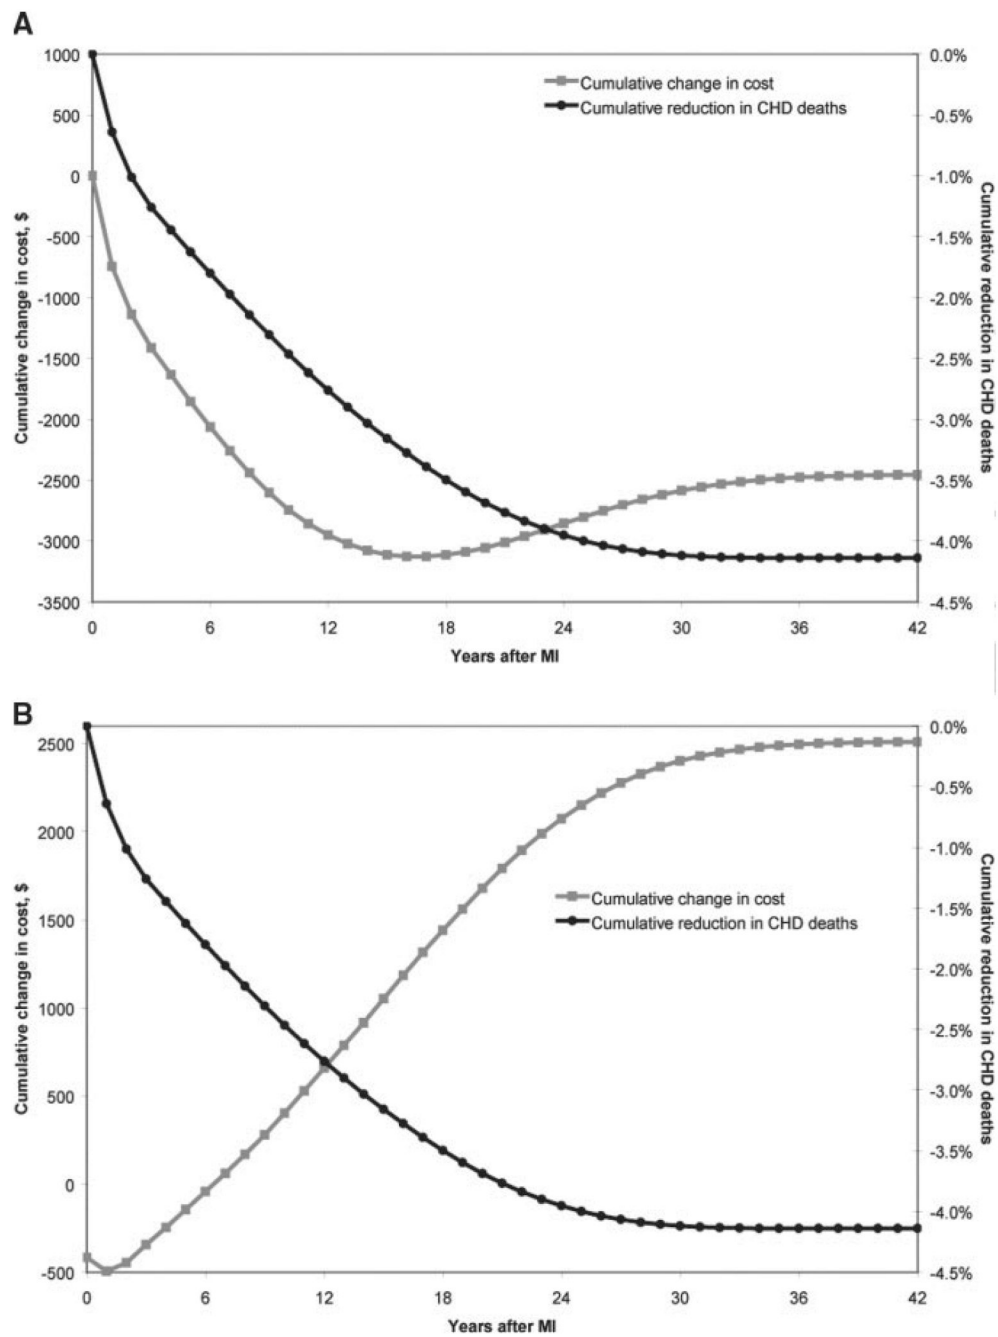 A
Cumulative change in cost
Cumulative reduction in CHD deaths
1000
500
0
-500
-1000
-1500
-2000
-2500
-3000
-3500
Cumulative change in cost, $
0.0%
-0.5%
-1.0%
-1.5%
-2.0%
-2.5%
-3.0%
-3.5%
-4.0%
-4.5%
Cumulative reduction in CHD deaths
0 6 12 18 24 30 36 42
Years after MI
B
Cumulative change in cost
Cumulative reduction in CHD deaths
2500
2000
1500
1000
500
0
-500
Cumulative change in cost, $
0.0%
-0.5%
-1.0%
-1.5%
-2.0%
-2.5%
-3.0%
-3.5%
-4.0%
-4.5%
Cumulative reduction in CHD deaths
0 6 12 18 24 30 36 42
Years after MI